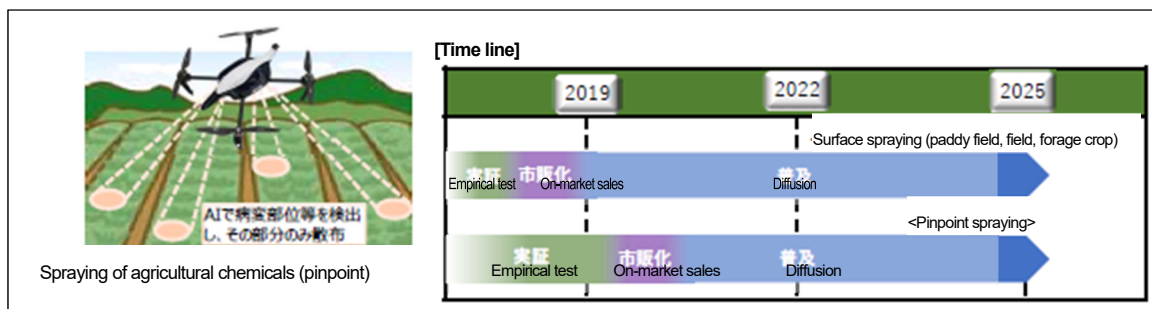 [Time line]
2019
2022
2025
Surface spraying (paddy field, field, forage crop)
実証
市販化
普及
Empirical test
On-market sales
Diffusion
AIで病変部位等を検出
し、その部分のみ散布
<Pinpoint spraying>
実証
市販化
普及
Empirical test
On-market sales
Diffusion
Spraying of agricultural chemicals (pinpoint)